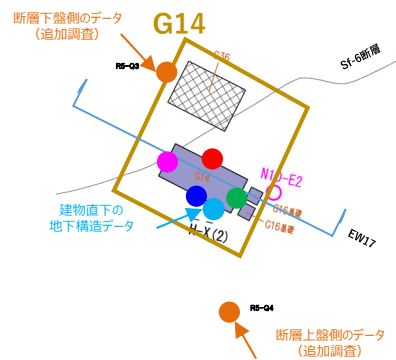 断層下盤側のデータ
（追加調査）
G14
R5-Q3
G36
Sf-6断層
N10-E2
G14
G16基礎
G16基礎
建物直下の
地下構造データ
H-X(2)
EW17
R5-Q4
断層上盤側のデータ
（追加調査）